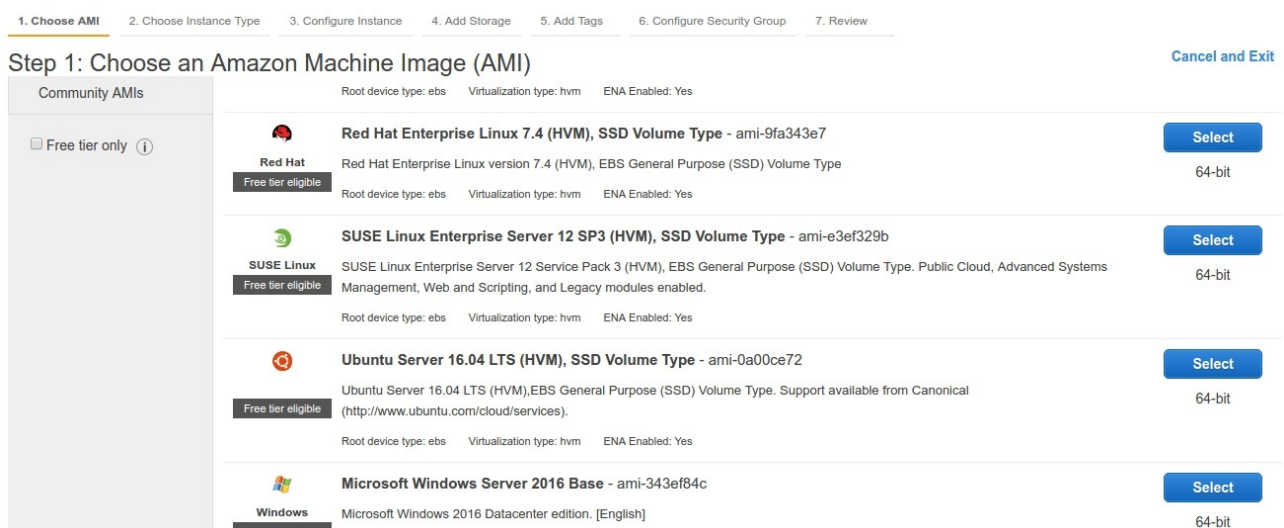 1. Choose AMI 2. Choose Instance Type 3. Configure Instance 4. Add Storage 5. Add Tags 6. Configure Security Group 7. Review
Step 1: Choose an Amazon Machine Image (AMI)
Cancel and Exit
Community AMIs
Free tier only
Root device type: ebs Virtualization type: hvm ENA Enabled: Yes
Red Hat
Free tier eligible
Red Hat Enterprise Linux 7.4 (HVM), SSD Volume Type - ami-9fa343e7
Red Hat Enterprise Linux version 7.4 (HVM), EBS General Purpose (SSD) Volume Type
Root device type: ebs Virtualization type: hvm ENA Enabled: Yes
Select
64-bit
SUSE Linux
Free tier eligible
SUSE Linux Enterprise Server 12 SP3 (HVM), SSD Volume Type - ami-e3ef329b
SUSE Linux Enterprise Server 12 Service Pack 3 (HVM), EBS General Purpose (SSD) Volume Type. Public Cloud, Advanced Systems
Management, Web and Scripting, and Legacy modules enabled.
Root device type: ebs Virtualization type: hvm ENA Enabled: Yes
Select
64-bit
Free tier eligible
Ubuntu Server 16.04 LTS (HVM), SSD Volume Type - ami-0a00ce72
Ubuntu Server 16.04 LTS (HVM),EBS General Purpose (SSD) Volume Type. Support available from Canonical
(http://www.ubuntu.com/cloud/services).
Root device type: ebs Virtualization type: hvm ENA Enabled: Yes
Select
64-bit
Windows
Microsoft Windows Server 2016 Base - ami-343ef84c
Microsoft Windows 2016 Datacenter edition. [English]
Select
64-bit